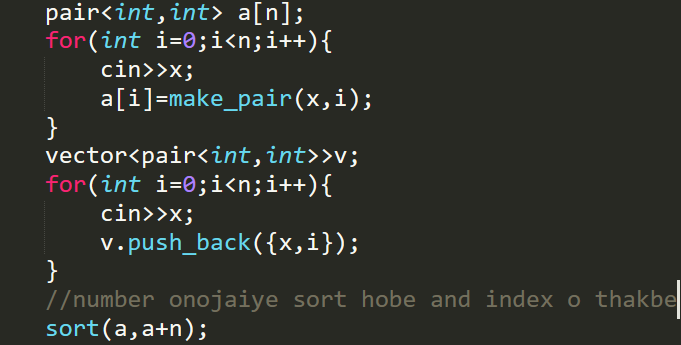 pair<int,int> a[n];
for(int i=0;i<n;i++){
cin>>x;
a[i]=make_pair(x,i);
}
vector<pair<int,int>>v;
for(int i=0;i<n;i++){
cin>>x;
v.push_back({x,i});
}
//number onojaiye sort hobe and index o thakbe
sort(a,a+n);